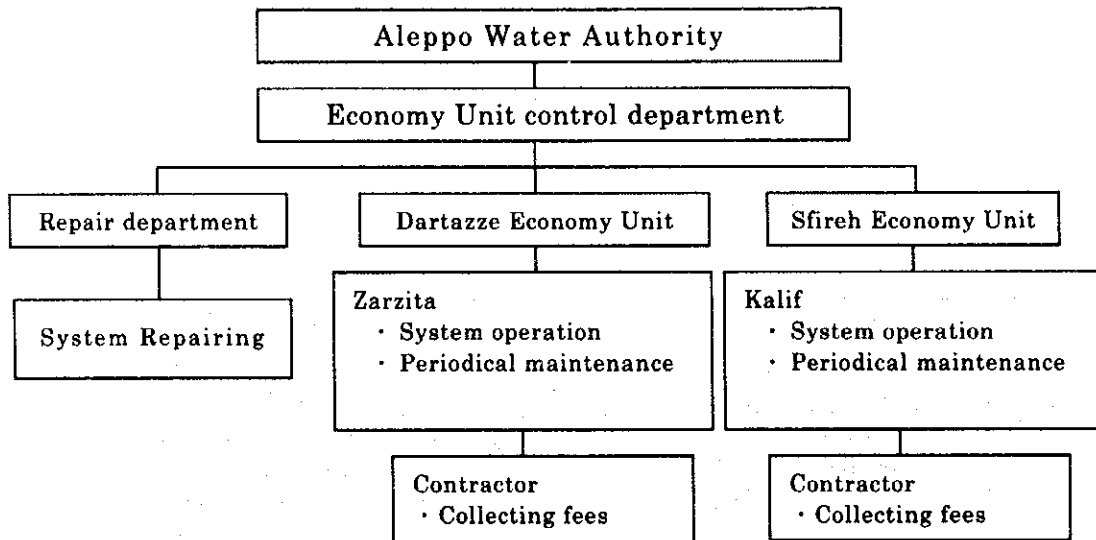 Aleppo Water Authority
Economy Unit control department
Repair department
Dartazze Economy Unit
Sfireh Economy Unit
System Repairing
Zarzita
· System operation
· Periodical maintenance
Kalif
· System operation
· Periodical maintenance
Contractor
· Collecting fees
Contractor
· Collecting fees